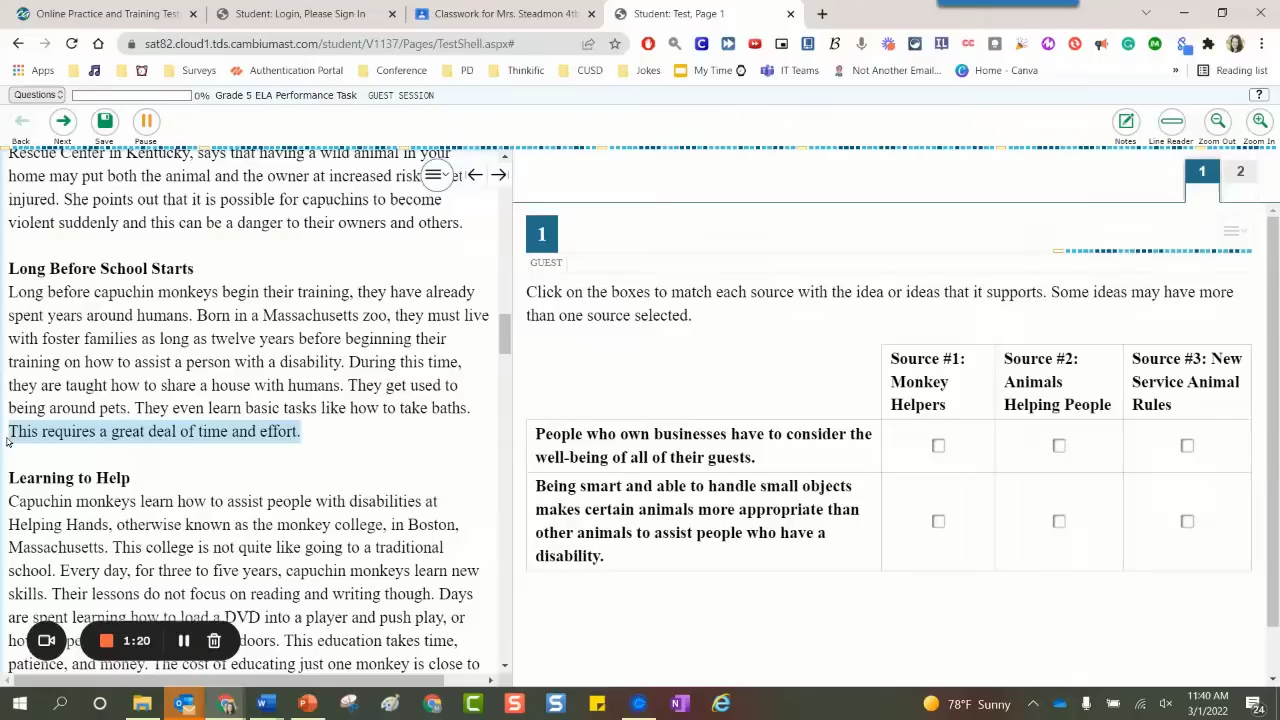 Student Test
Classwork for Mrs. Stedman 4th
Student: Test, Page 1
sat82.cloud1.tds.cambiumast.com/student/V1137/Pages/TestShell.aspx#
Apps
Surveys
Authentication Portal
Conference
PD
Thinkific
CUSD
Jokes
My Time
IT Teams
Not Another Email...
Home - Canva
»
Reading list
Questions
0%
Grade 5 ELA Performance Task
GUEST SESSION
?
Back
Next
Save
Pause
Notes
Line Reader
Zoom Out
Zoom In
Rescue Center in Kentucky, says that having a wild animal in your
home may put both the animal and the owner at increased risk
injured. She points out that it is possible for capuchins to become
violent suddenly and this can be a danger to their owners and others.
Long Before School Starts
Long before capuchin monkeys begin their training, they have already
spent years around humans. Born in a Massachusetts zoo, they must live
with foster families as long as twelve years before beginning their
training on how to assist a person with a disability. During this time,
they are taught how to share a house with humans. They get used to
being around pets. They even learn basic tasks like how to take baths.
This requires a great deal of time and effort.
Learning to Help
Capuchin monkeys learn how to assist people with disabilities at
Helping Hands, otherwise known as the monkey college, in Boston,
Massachusetts. This college is not quite like going to a traditional
school. Every day, for three to five years, capuchin monkeys learn new
skills. Their lessons do not focus on reading and writing though. Days
are spent learning how to load a DVD into a player and push play, or
doors. This education takes time,
patience, and money. The cost of educating just one monkey is close to
1:20
1
2
1
GUEST
Click on the boxes to match each source with the idea or ideas that it supports. Some ideas may have more
than one source selected.
Source #1:
Monkey
Helpers
Source #2:
Animals
Helping People
Source #3: New
Service Animal
Rules
People who own businesses have to consider the
well-being of all of their guests.
Being smart and able to handle small objects
makes certain animals more appropriate than
other animals to assist people who have a
disability.
78°F Sunny
11:40 AM
3/1/2022
24